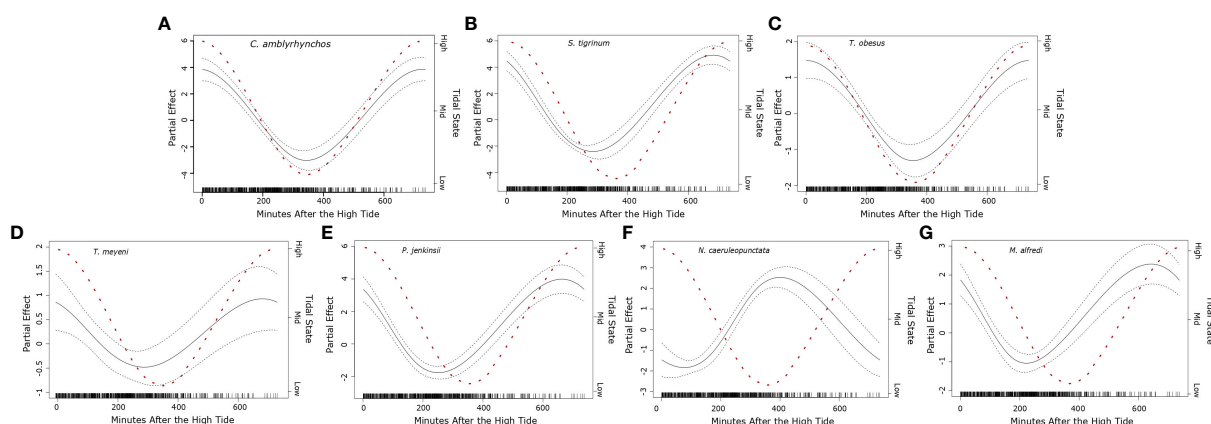 A
C. amblyrhynchos
Partial Effect
6
4
2
0
-2
-4
High
Mid
Low
Tidal State
0 200 400 600
Minutes After the High Tide
B
S. tigrinum
Partial Effect
6
4
2
0
-2
-4
High
Mid
Low
Tidal State
0 200 400 600
Minutes After the High Tide
C
T. obesus
Partial Effect
2
1
0
-1
-2
High
Mid
Low
Tidal State
0 200 400 600
Minutes After the High Tide
D
T. meyeni
Partial Effect
2
1.5
1
0.5
0
-0.5
-1
High
Mid
Low
Tidal State
0 200 400 600
Minutes After the High Tide
E
P. jenkinsii
Partial Effect
6
4
2
0
-2
High
Mid
Low
Tidal State
0 200 400 600
Minutes After the High Tide
F
N. caeruleopunctata
Partial Effect
4
3
2
1
0
-1
-2
-3
High
Mid
Low
Tidal State
0 200 400 600
Minutes After the High Tide
G
M. alfredi
Partial Effect
3
2
1
0
-1
-2
High
Mid
Low
Tidal State
0 200 400 600
Minutes After the High Tide